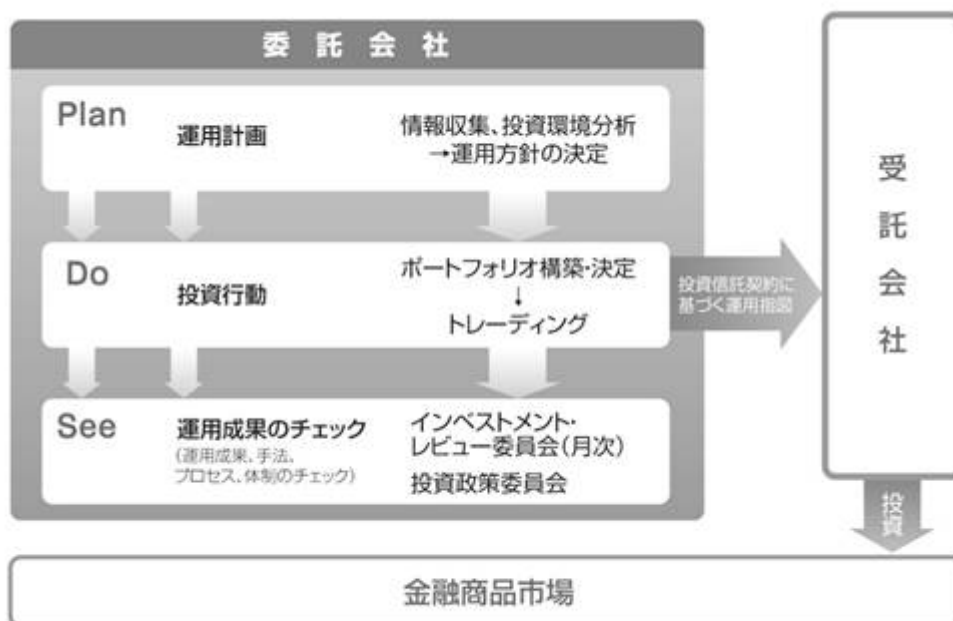 委託会社
Plan
運用計画
情報収集、投資環境分析
→運用方針の決定
Do
投資行動
ポートフォリオ構築・決定
↓
トレーディング
投資信託契約に
基づく運用指図
See
運用成果のチェック
(運用成果、手法、
プロセス、体制のチェック)
インベストメント・
レビュー委員会(月次)
投資政策委員会
受託会社
投資
金融商品市場